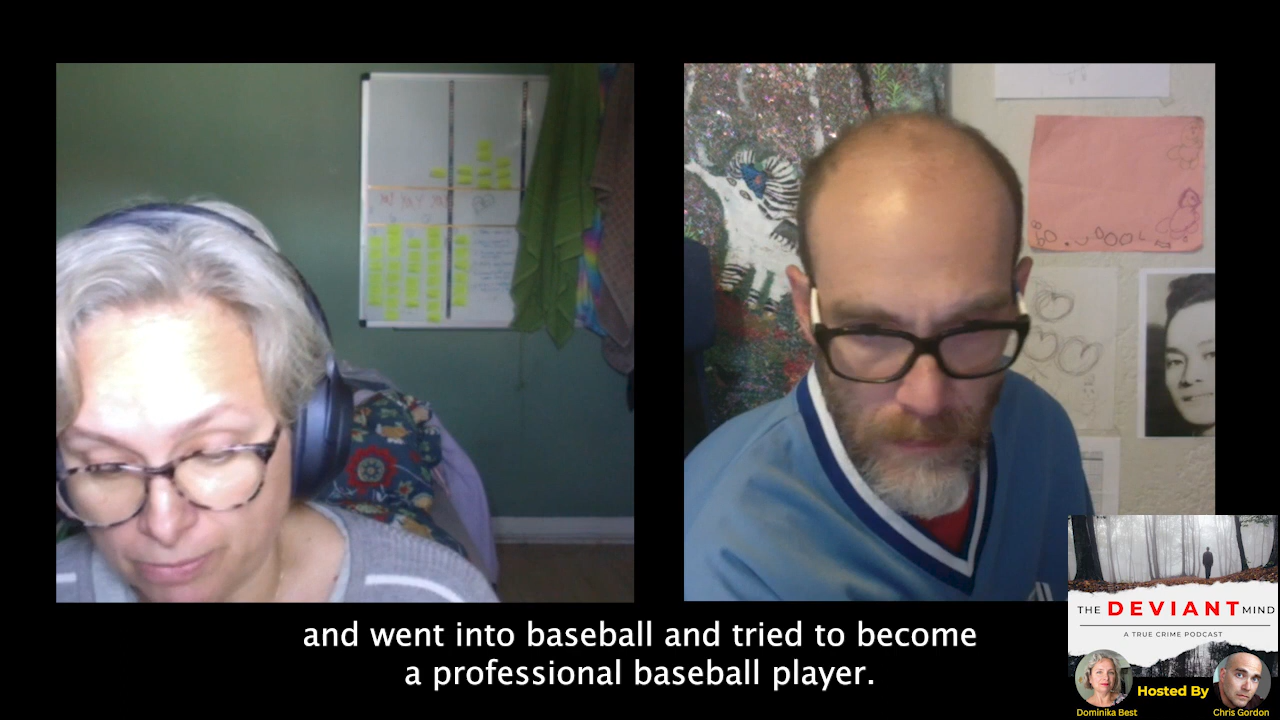 and went into baseball and tried to become
a professional baseball player.
THE DEVIANT MIND
A TRUE CRIME PODCAST
Hosted By
Dominika Best
Chris Gordon